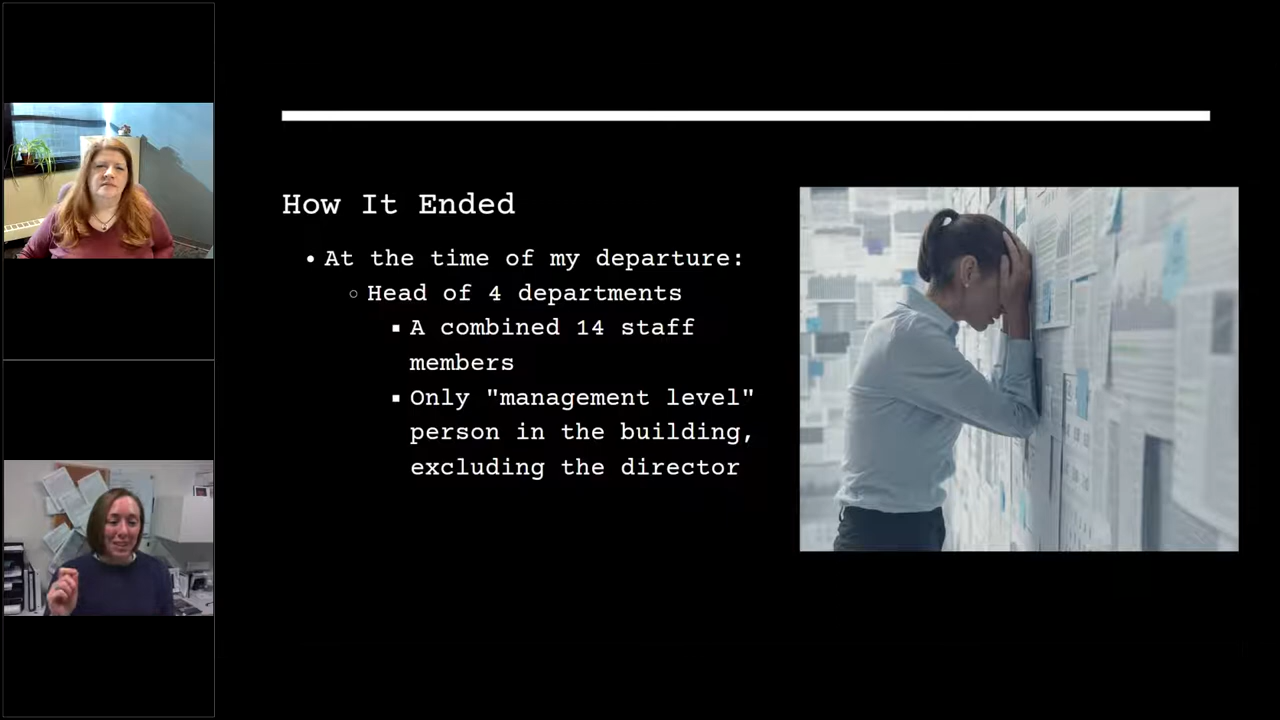 How It Ended
• At the time of my departure:
○ Head of 4 departments
▪ A combined 14 staff
members
▪ Only "management level"
person in the building,
excluding the director